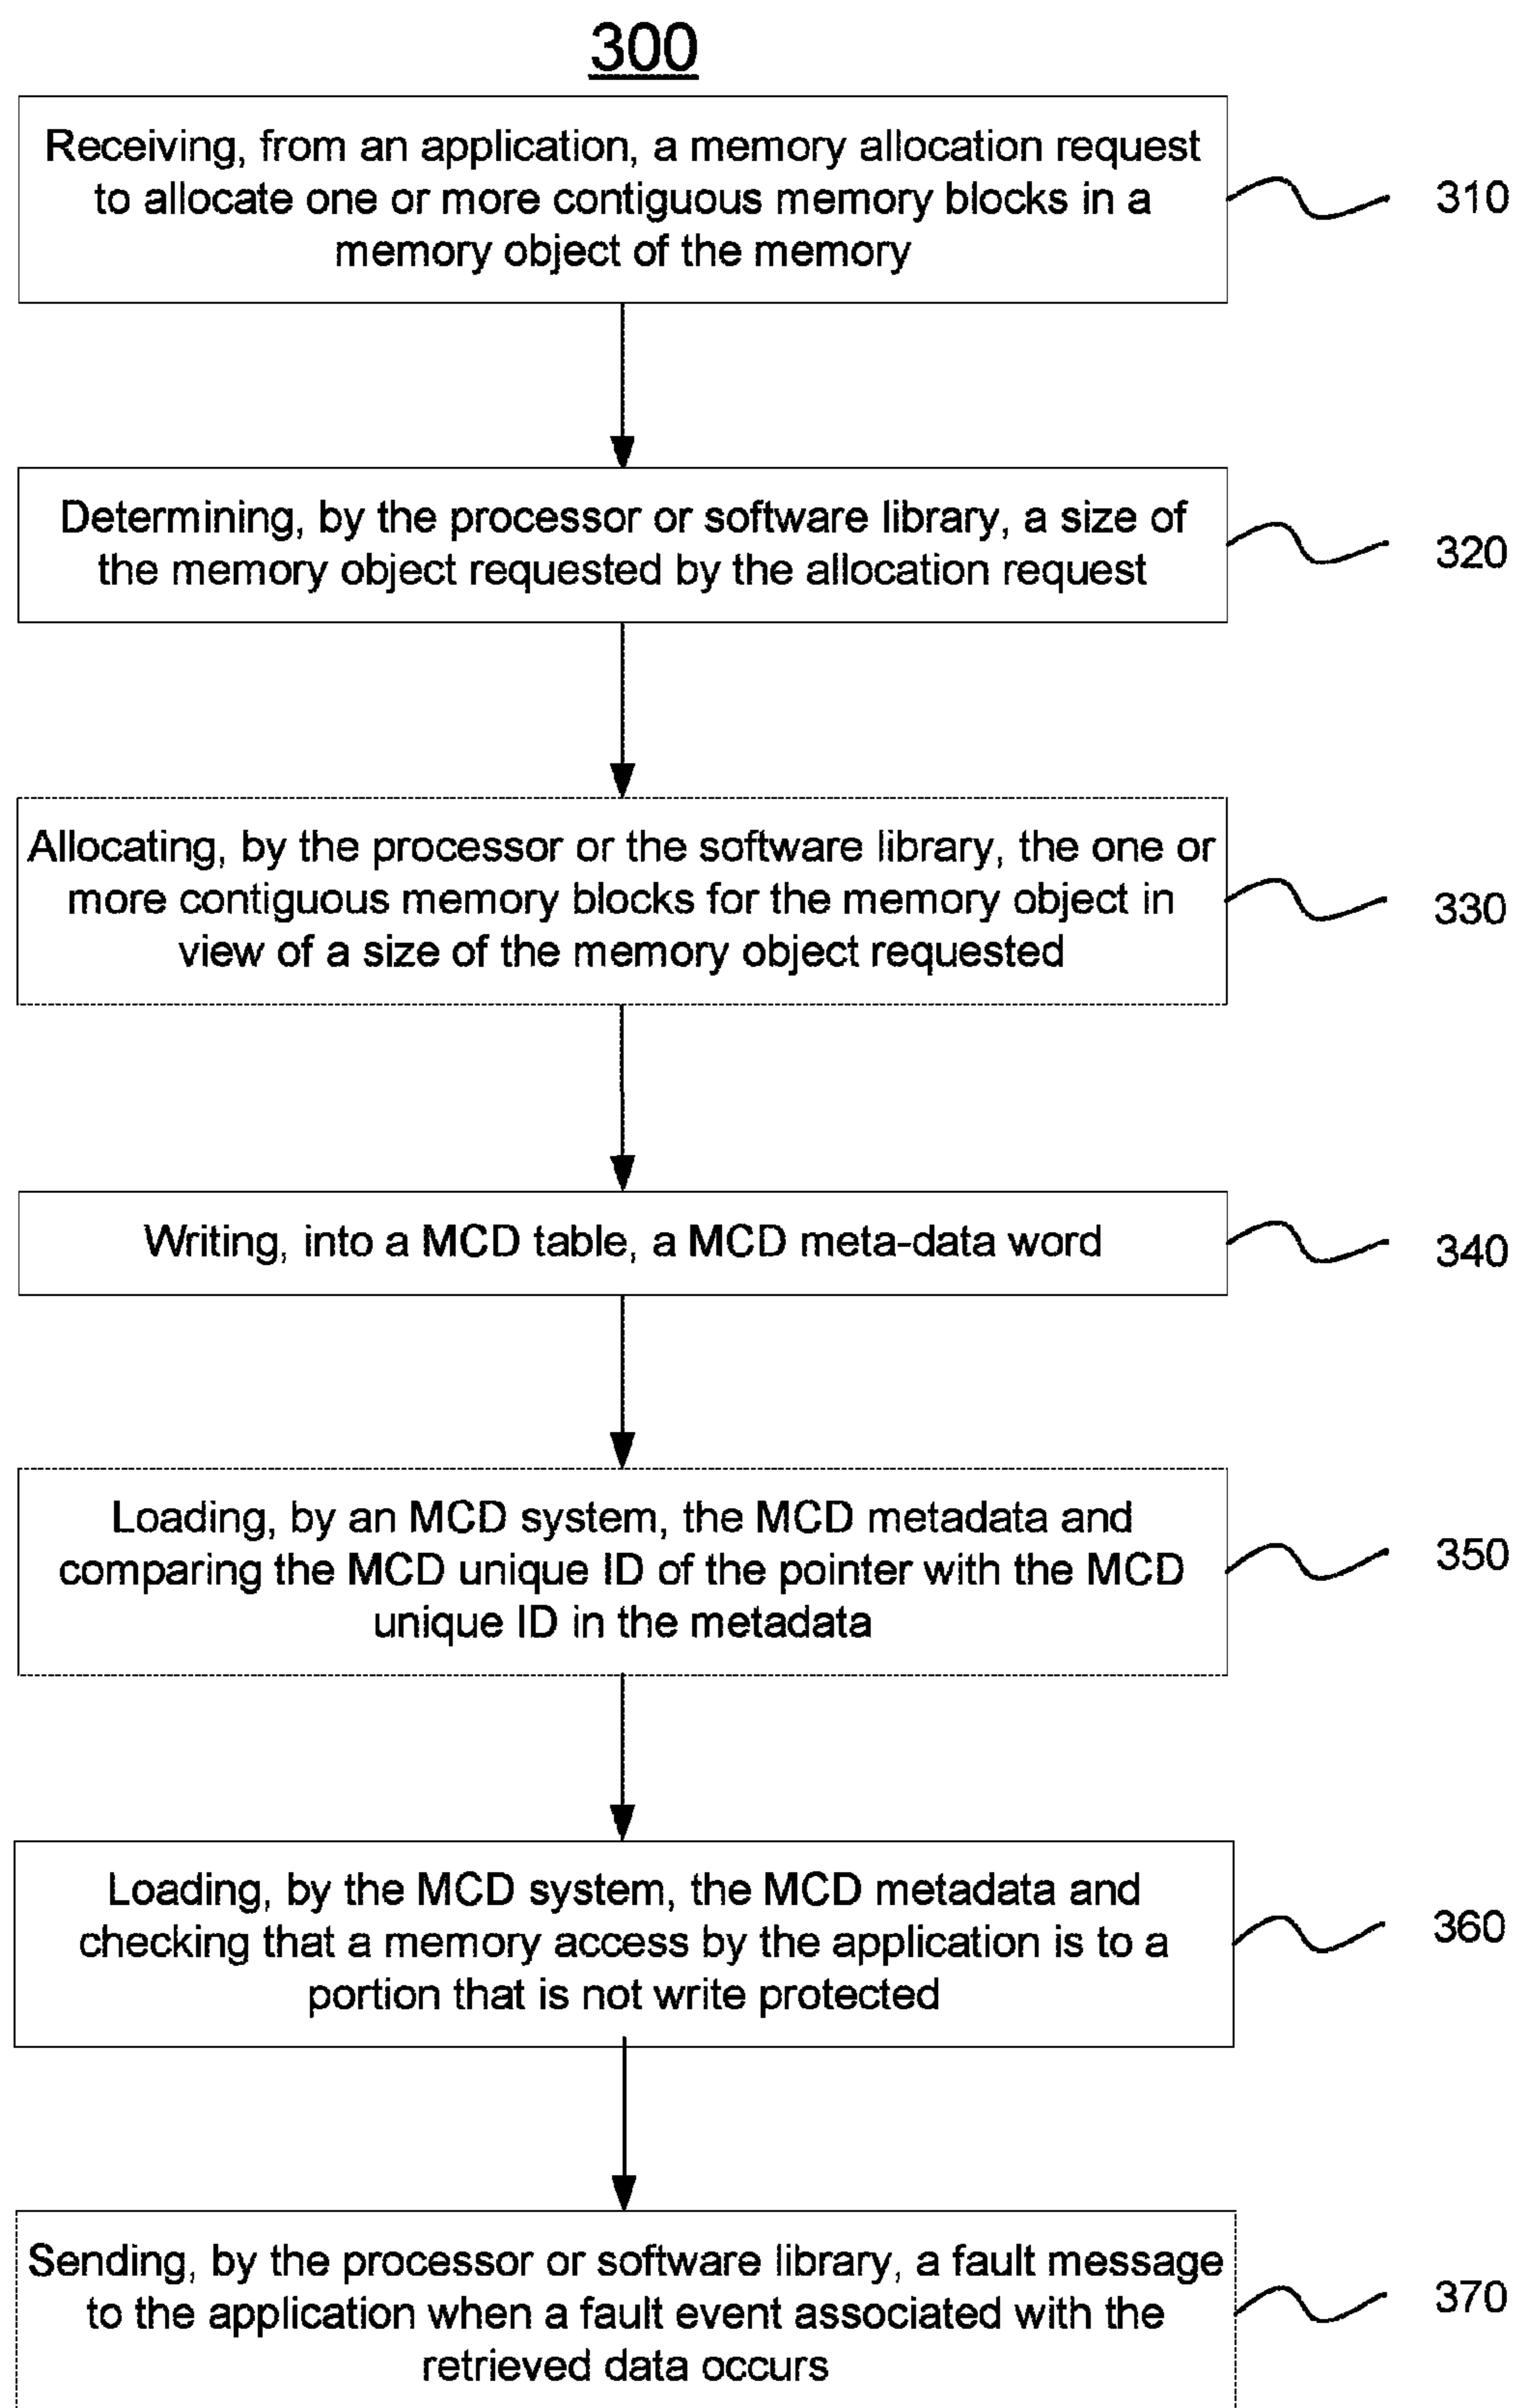 300
Receiving, from an application, a memory allocation request
to allocate one or more contiguous memory blocks in a
memory object of the memory
310
Determining, by the processor or software library, a size of
the memory object requested by the allocation request
320
Allocating, by the processor or the software library, the one or
more contiguous memory blocks for the memory object in
view of a size of the memory object requested
330
Writing, into a MCD table, a MCD meta-data word
340
Loading, by an MCD system, the MCD metadata and
comparing the MCD unique ID of the pointer with the MCD
unique ID in the metadata
350
Loading, by the MCD system, the MCD metadata and
checking that a memory access by the application is to a
portion that is not write protected
360
Sending, by the processor or software library, a fault message
to the application when a fault event associated with the
retrieved data occurs
370